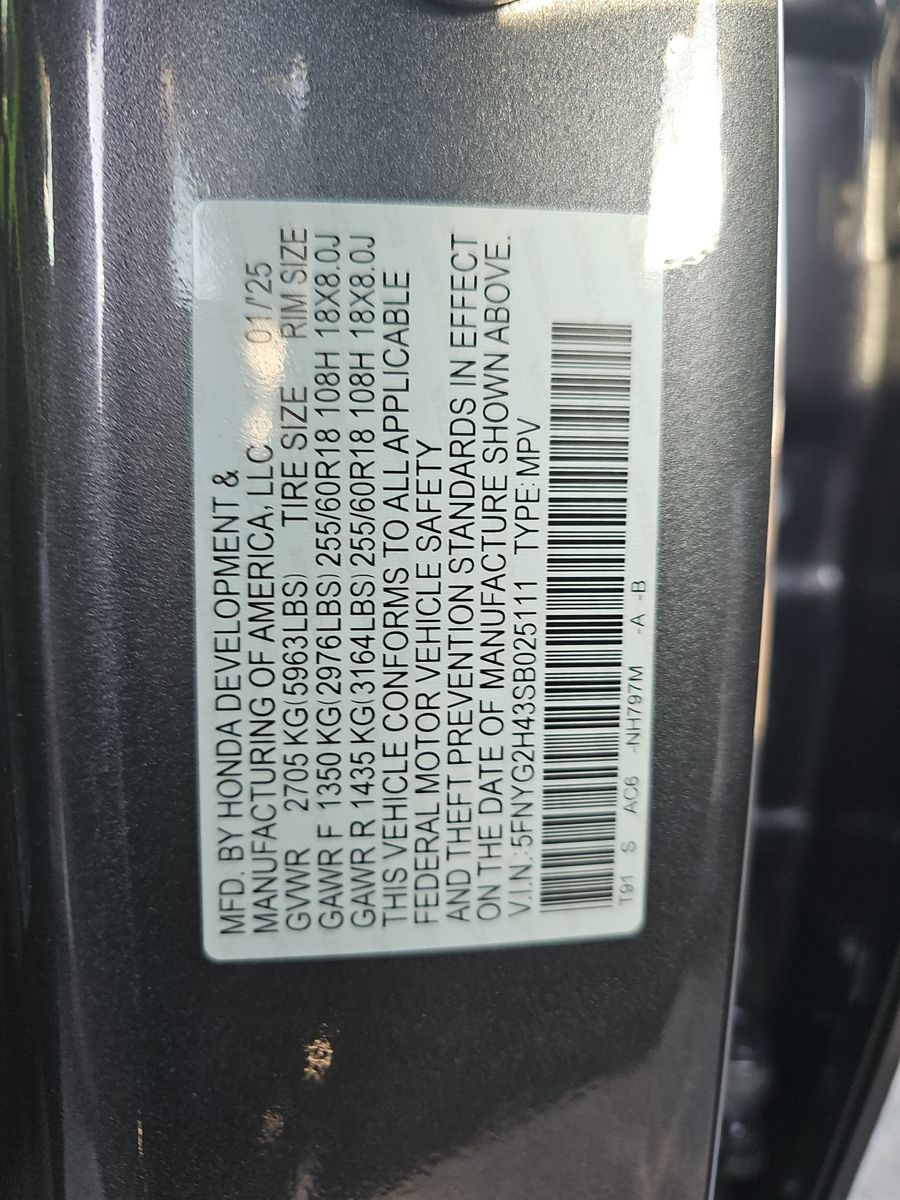 MFD. BY HONDA DEVELOPMENT &
MANUFACTURING OF AMERICA, LLC 01/'25
GVWR 2705 KG(5963LBS) TIRE SIZE RIM SIZE
GAWR F 1350 KG(2976LBS) 255/60R18 108H 18X8.0J
GAWR R 1435 KG(3164LBS) 255/60R18 108H 18X8.0J
THIS VEHICLE CONFORMS TO ALL APPLICABLE
FEDERAL MOTOR VEHICLE SAFETY
AND THEFT PREVENTION STANDARDS IN EFFECT
ON THE DATE OF MANUFACTURE SHOWN ABOVE.
V.I.N.:5FNYG2H43SB025111 TYPE:MPV
T91 S AC6 -NH797M -A -B